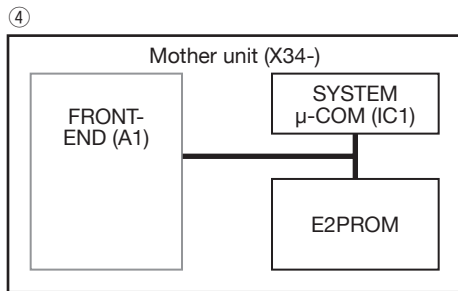 ④
Mother unit (X34-)
FRONT-
END (A1)
SYSTEM
μ-COM (IC1)
E2PROM